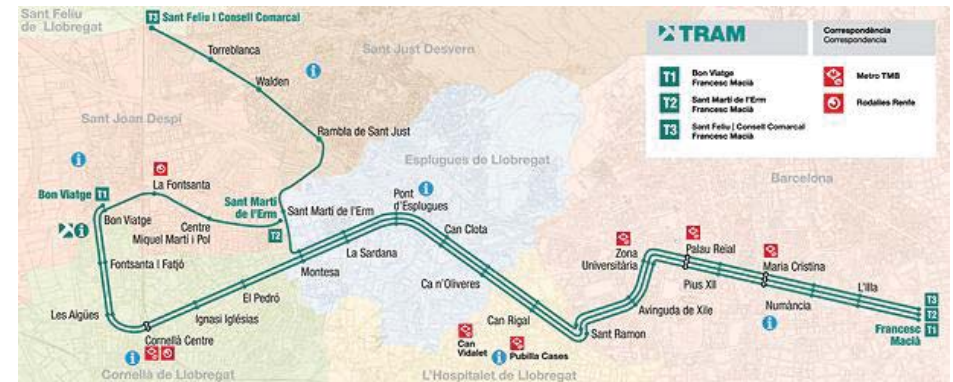 Sant Feliu
de Llobregat
T3 Sant Feliu | Consell Comarcal
Torreblanca
Sant Just Desvern
Walden
Sant Joan Despí
Rambla de Sant Just
Esplugues de Llobregat
Barcelona
TRAM
Correspondència
Correspondencia
T1
Bon Viatge
Francesc Macià
T2
Sant Martí de l'Erm
Francesc Macià
T3
Sant Feliu | Consell Comarcal
Francesc Macià
Metro TMB
Rodalies Renfe
La Fontsanta
Bon Viatge T1
Sant Martí
de l'Erm
T2
Sant Martí de l'Erm
Pont
d'Esplugues
Bon Viatge
Centre
Miquel Martí i Pol
Can Clota
La Sardana
Montesa
Fontsanta | Fatjó
Zona
Universitària
Palau Reial
Maria Cristina
Ca n'Oliveres
Pius XII
L'illa
El Pedró
Numància
Les Aigües
Ignasi Iglésias
Can Rigal
Avinguda de Xile
T3
T2
T1
Francesc
Macià
Cornellà Centre
Sant Ramon
Can
Vidalet
Pubilla Cases
Cornellà de Llobregat
L'Hospitalet de Llobregat